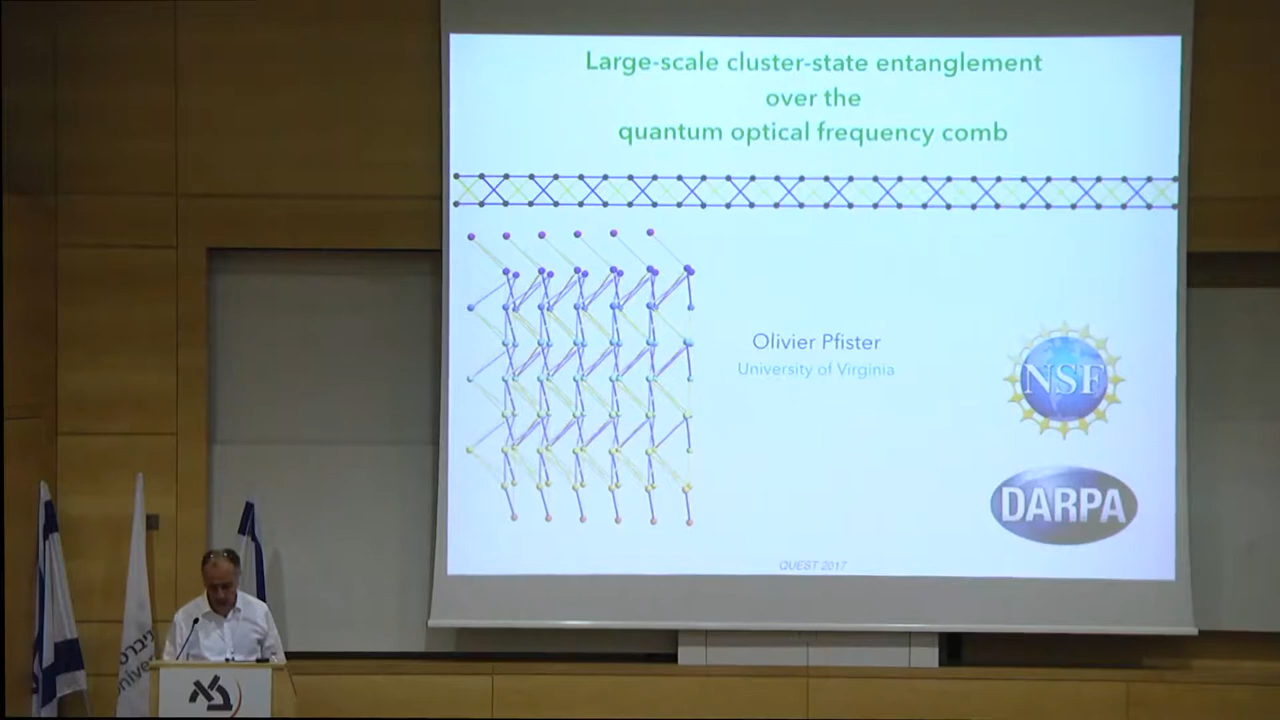 Large-scale cluster-state entanglement
over the
quantum optical frequency comb
Olivier Pfister
University of Virginia
NSF
DARPA
QUEST 2017